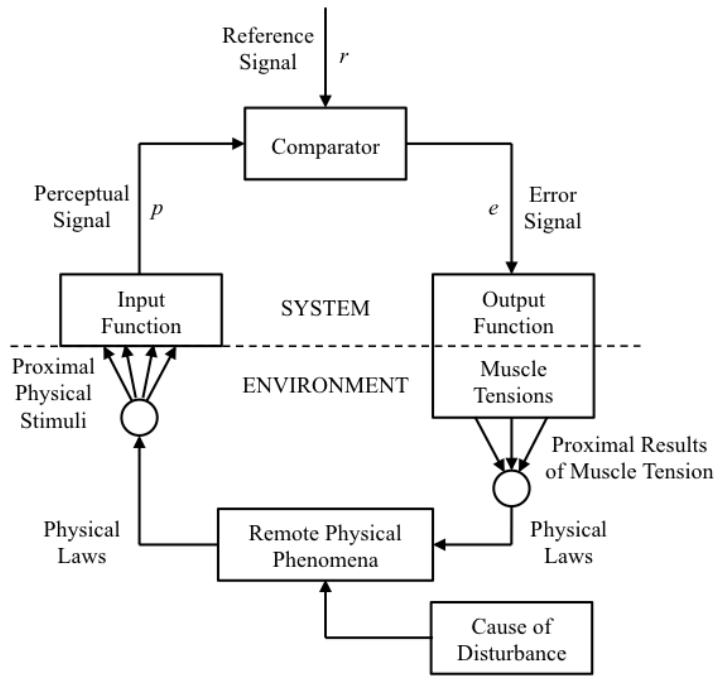 Reference
Signal
r
Comparator
Perceptual
Signal
p
e
Error
Signal
Input
Function
SYSTEM
Output
Function
Proximal
Physical
Stimuli
ENVIRONMENT
Muscle
Tensions
Proximal Results
of Muscle Tension
Physical
Laws
Remote Physical
Phenomena
Physical
Laws
Cause of
Disturbance